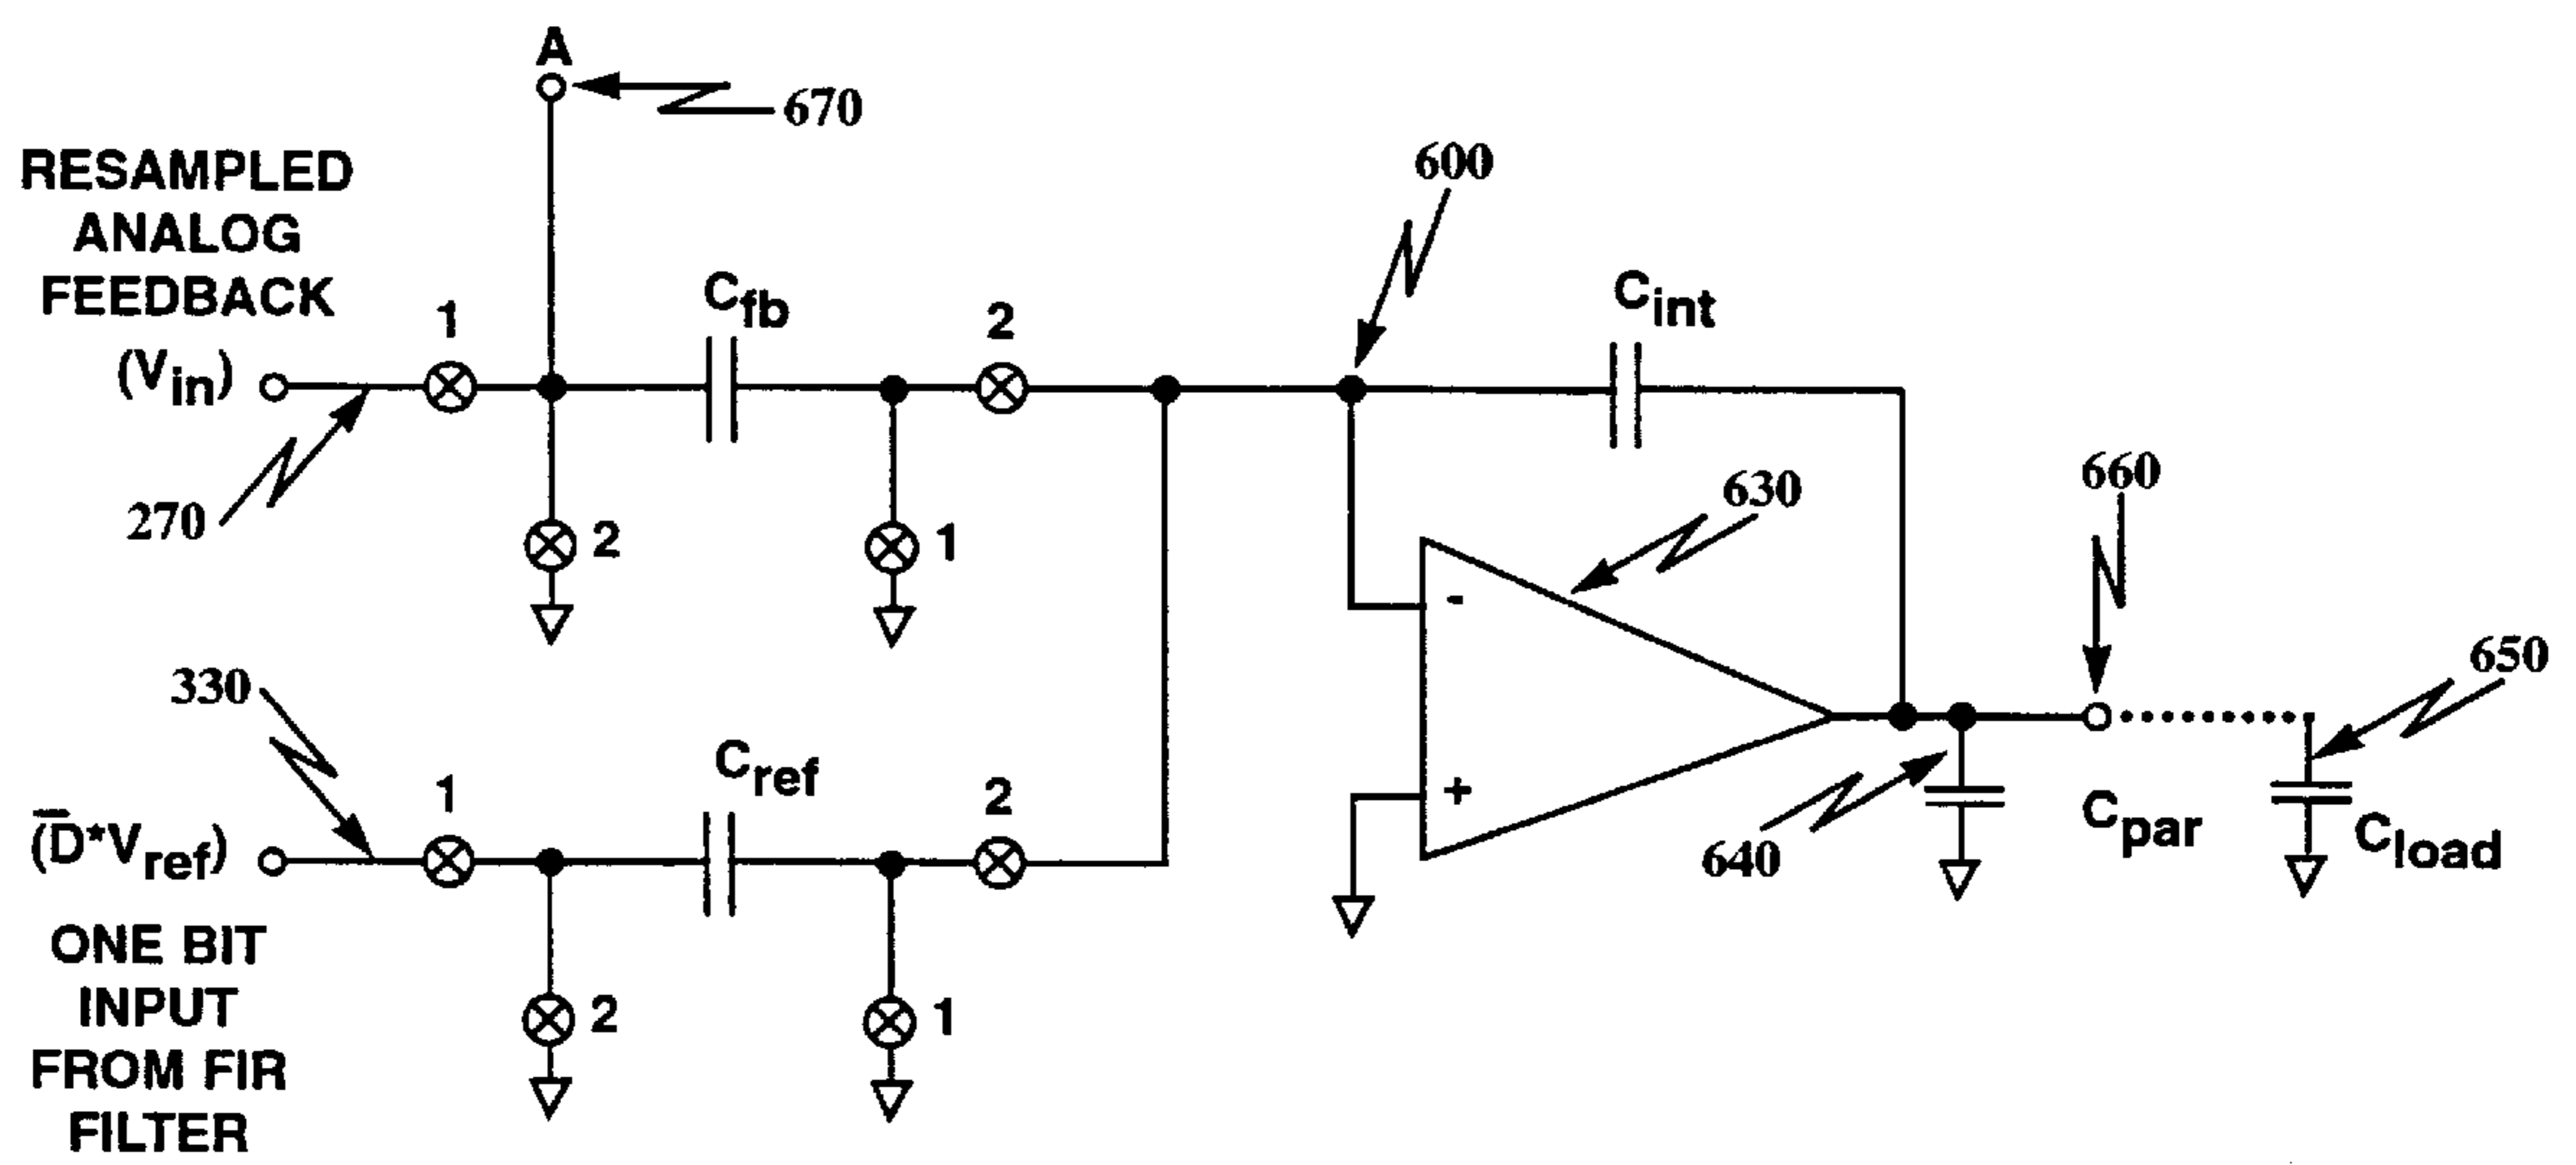 A
670
RESAMPLED
ANALOG
FEEDBACK
(Vin)
270
1
2
Cfb
2
1
600
Cint
630
-
+
660
650
640
Cpar
Cload
330
(D̅*Vref)
1
2
Cref
2
1
ONE BIT
INPUT
FROM FIR
FILTER